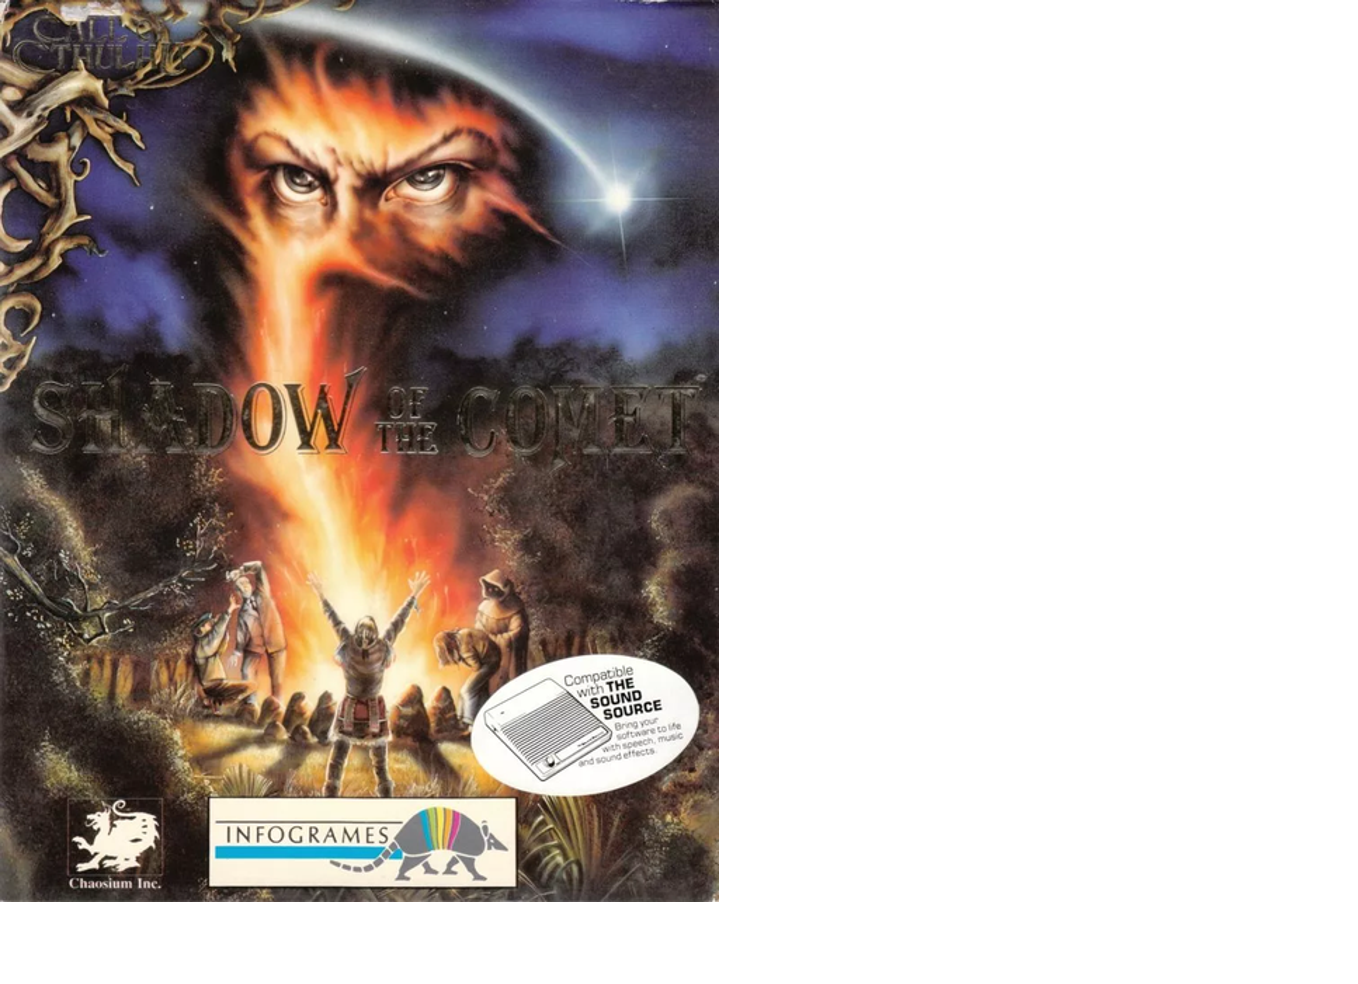 CALL OF
CTHULHU
SHADOW OF THE COMET
Compatible
with THE
SOUND
SOURCE
Bring your
software to life
with speech, music
and sound effects.
INFOGRAMES
Chaosium Inc.